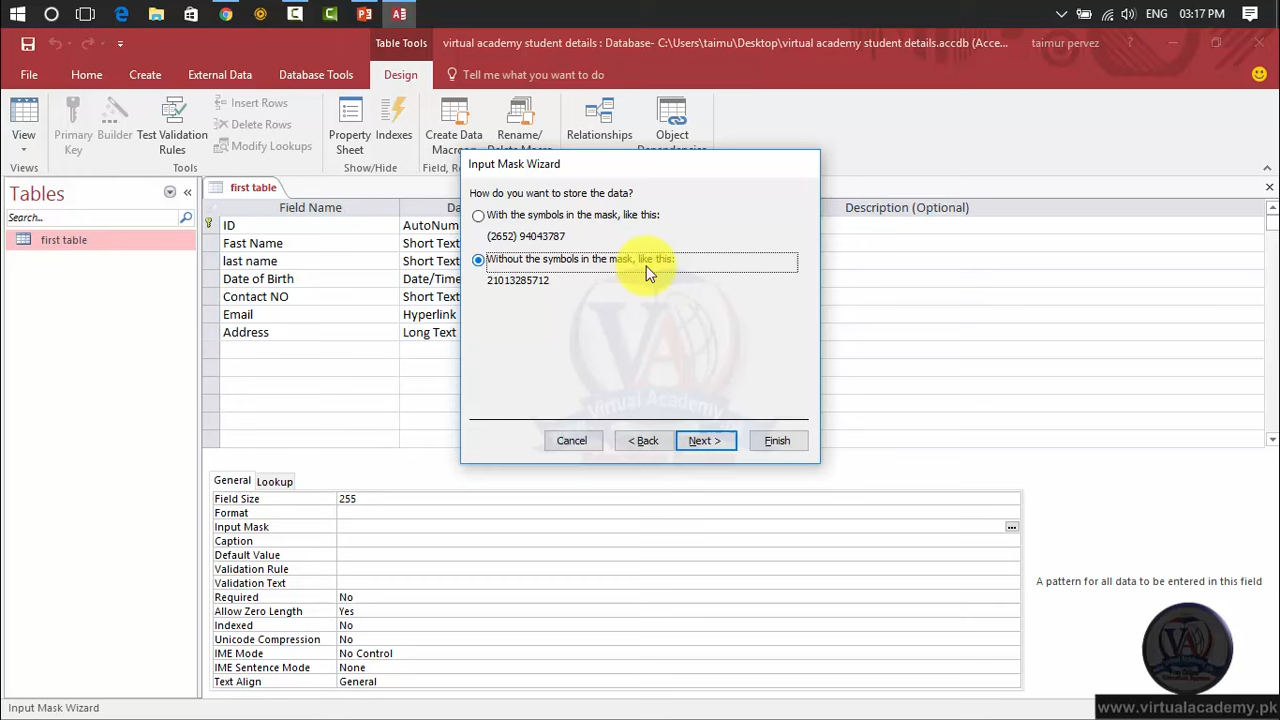 ENG 03:17 PM
Table Tools
virtual academy student details : Database- C:\Users\taimu\Desktop\virtual academy student details.accdb (Acce...
taimur pervez
?
File Home Create External Data Database Tools Design Tell me what you want to do
View
Primary Key
Builder
Test Validation Rules
Insert Rows
Delete Rows
Modify Lookups
Property Sheet
Indexes
Create Data
Rename/
Relationships
Object
Views
Tools
Show/Hide
Tables
Search...
first table
first table
Field Name
Description (Optional)
ID AutoNum
Fast Name Short Text
last name Short Text
Date of Birth Date/Time
Contact NO Short Text
Email Hyperlink
Address Long Text
Input Mask Wizard
How do you want to store the data?
With the symbols in the mask, like this:
(2652) 94043787
Without the symbols in the mask, like this:
21013285712
Virtual Academy
Cancel < Back Next > Finish
General Lookup
Field Size 255
Format
Input Mask ...
Caption
Default Value
Validation Rule
Validation Text
Required No
Allow Zero Length Yes
Indexed No
Unicode Compression No
IME Mode No Control
IME Sentence Mode None
Text Align General
A pattern for all data to be entered in this field
VA
Input Mask Wizard
www.virtualacademy.pk